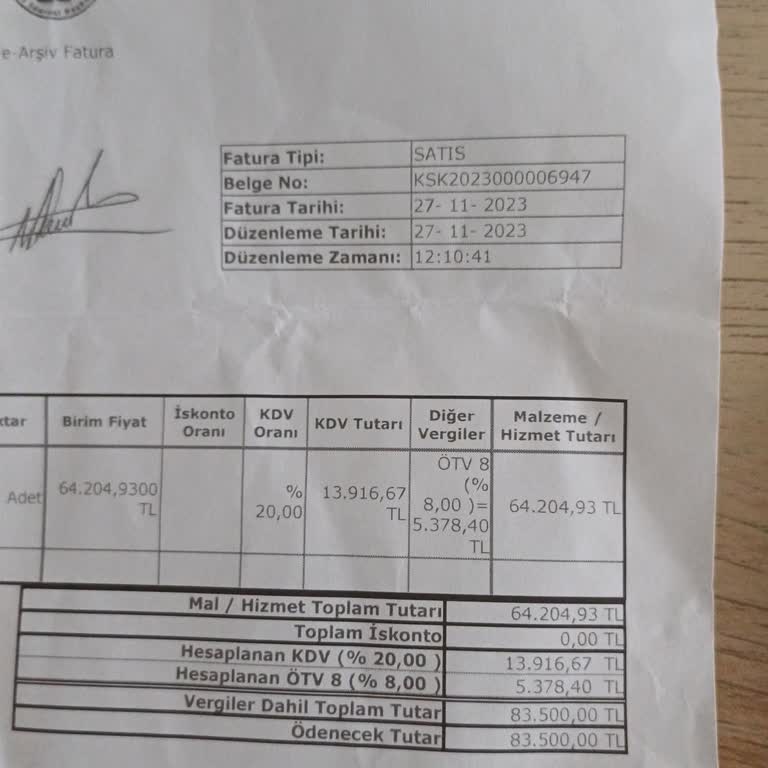 e-Arşiv Fatura
Fatura Tipi: SATIS
Belge No: KSK2023000006947
Fatura Tarihi: 27- 11- 2023
Düzenleme Tarihi: 27- 11- 2023
Düzenleme Zamanı: 12:10:41
Birim Fiyat İskonto Oranı KDV Oranı KDV Tutarı Diğer Vergiler Malzeme / Hizmet Tutarı
Adet 64.204,9300 TL % 20,00 13.916,67 TL ÖTV 8 (% 8,00 )= 5.378,40 TL 64.204,93 TL
Mal / Hizmet Toplam Tutarı 64.204,93 TL
Toplam İskonto 0,00 TL
Hesaplanan KDV (% 20,00 ) 13.916,67 TL
Hesaplanan ÖTV 8 (% 8,00 ) 5.378,40 TL
Vergiler Dahil Toplam Tutar 83.500,00 TL
Ödenecek Tutar 83.500,00 TL